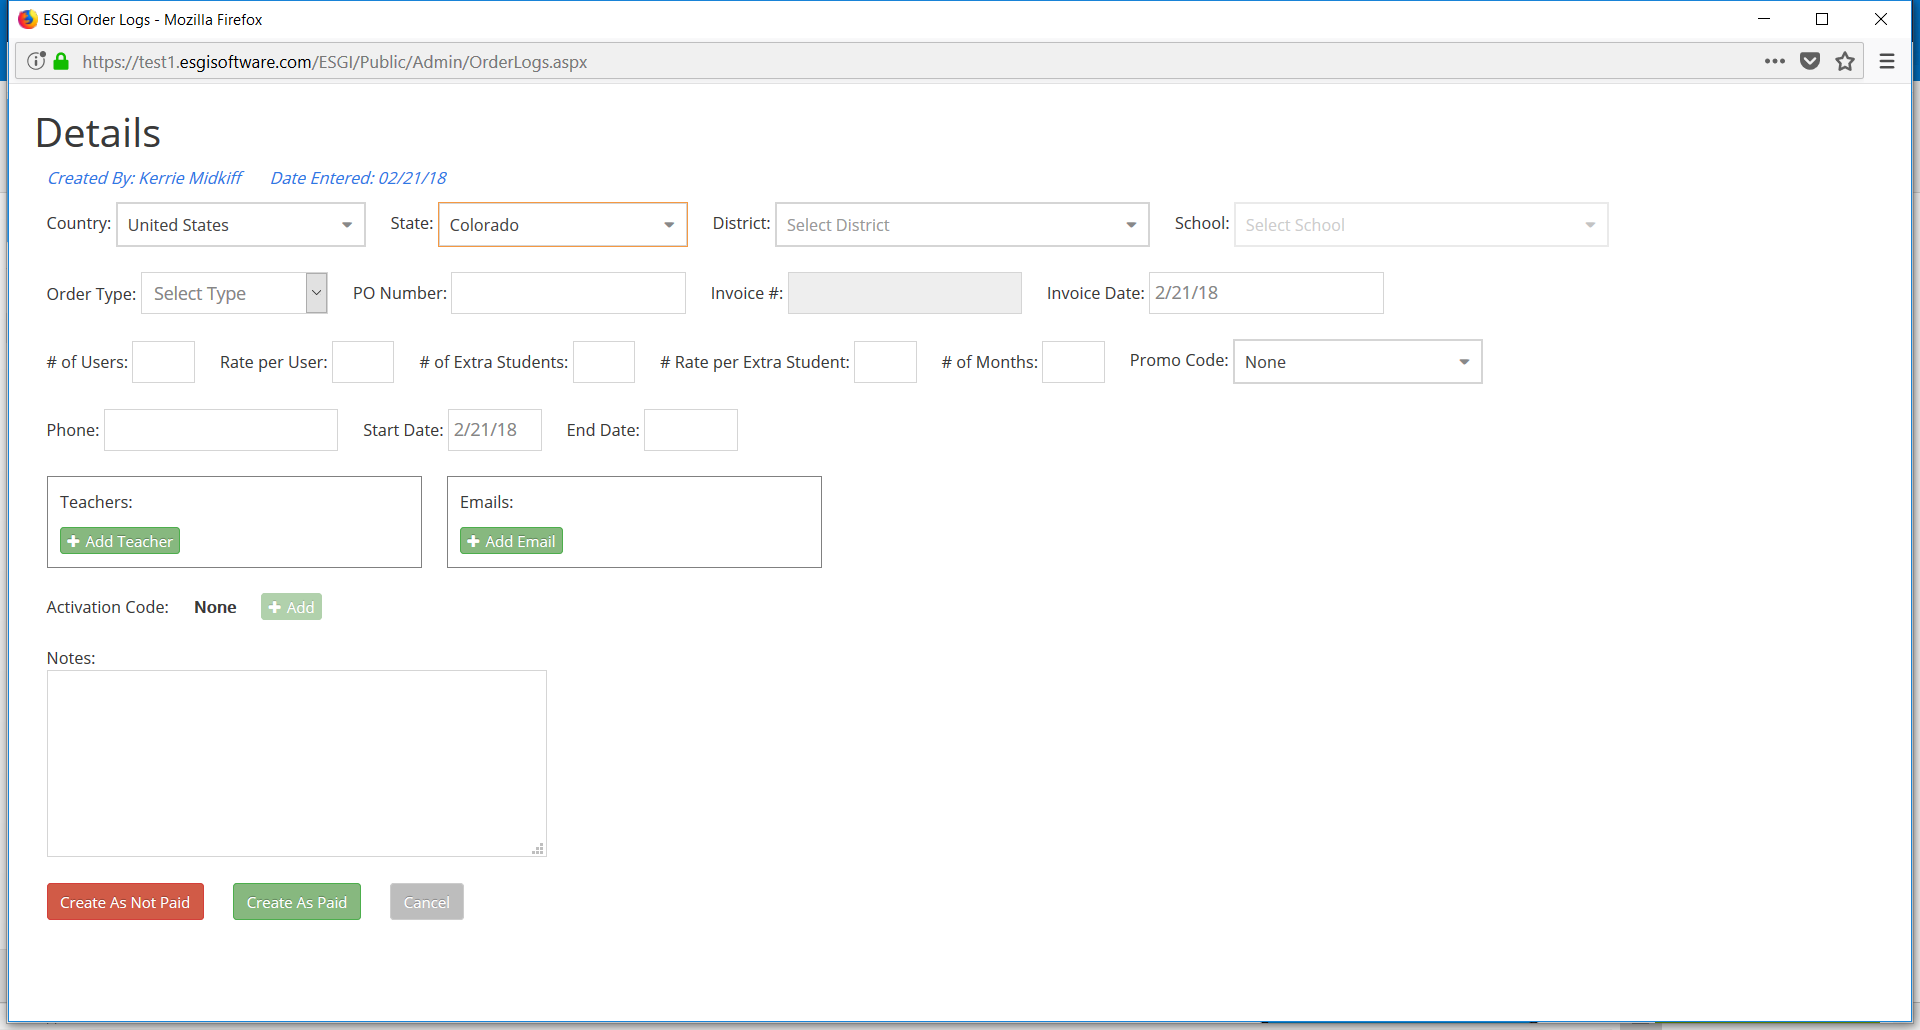 ESGI Order Logs - Mozilla Firefox
https://test1.esgisoftware.com/ESGI/Public/Admin/OrderLogs.aspx
Details
Created By: Kerrie Midkiff Date Entered: 02/21/18
Country: United States State: Colorado District: Select District School: Select School
Order Type: Select Type PO Number: Invoice #: Invoice Date: 2/21/18
# of Users: Rate per User: # of Extra Students: # Rate per Extra Student: # of Months: Promo Code: None
Phone: Start Date: 2/21/18 End Date:
Teachers: Emails:
+ Add Teacher + Add Email
Activation Code: None + Add
Notes:
Create As Not Paid Create As Paid Cancel